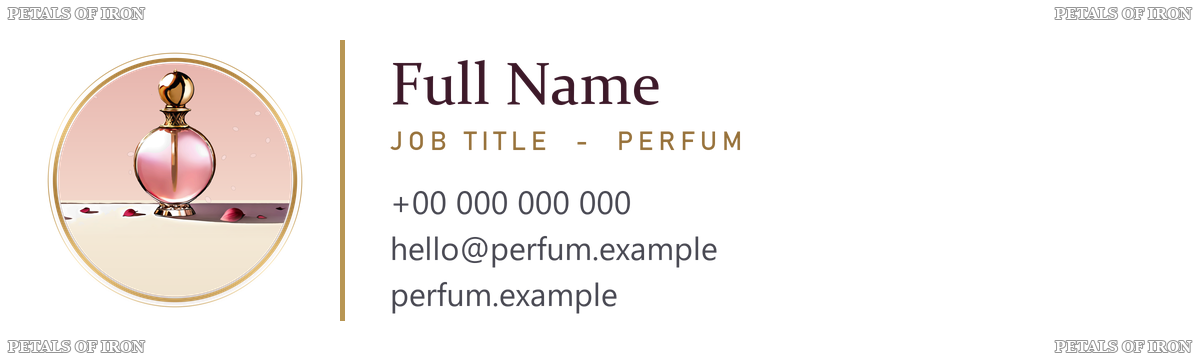 PETALS OF IRON PETALS OF IRON
Full Name
JOB TITLE - PERFUM
+00 000 000 000
hello@perfum.example
perfum.example
PETALS OF IRON PETALS OF IRON